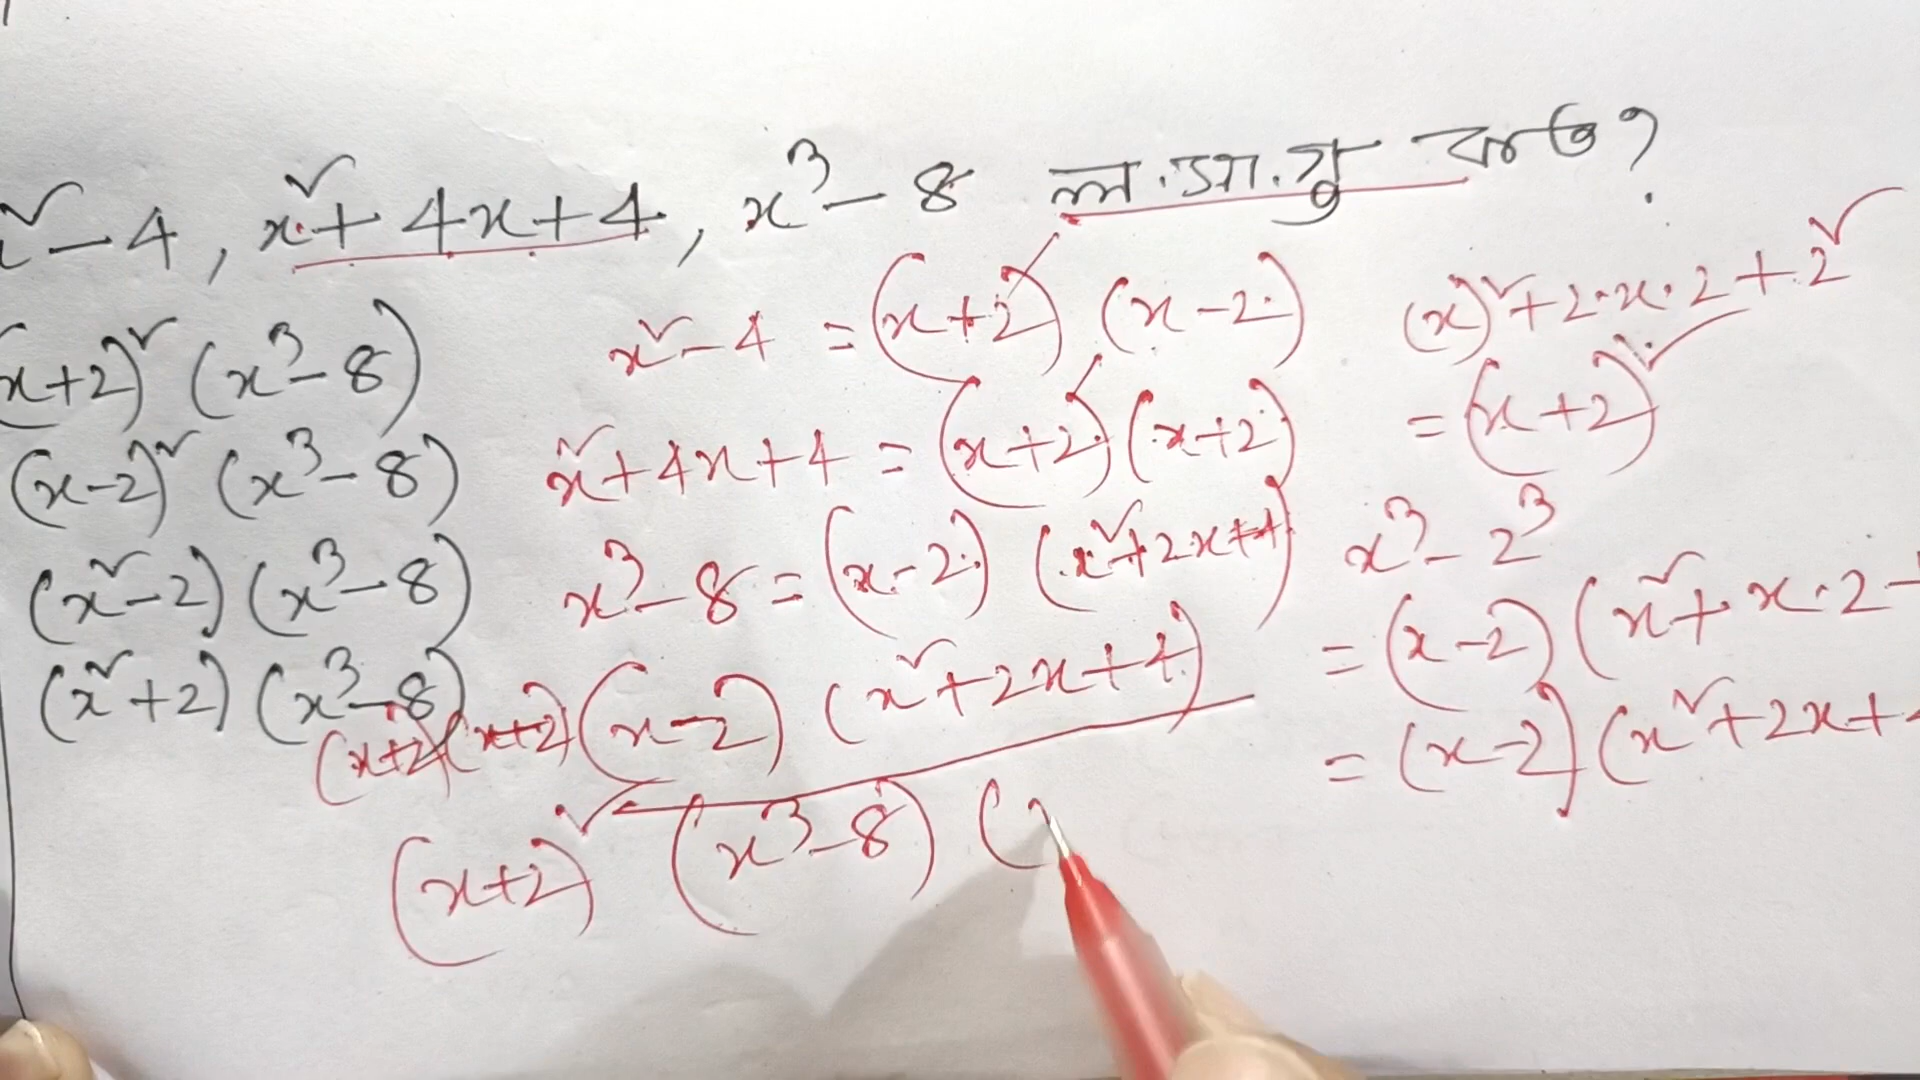 x² - 4, x² + 4x + 4, x³ - 8 ল.সা.গু কত?
(x+2)² (x³-8)
(x-2)² (x³-8)
(x²-2) (x³-8)
(x²+2) (x³-8)
x²-4 = (x+2) (x-2)
x²+4x+4 = (x+2) (x+2)
x³-8 = (x-2) (x²+2x+4)
(x+2) (x+2) (x-2) (x²+2x+4)
(x+2)² (x³-8) (
(x)²+2·x·2+2²
= (x+2)²
x³ - 2³
= (x-2) (x²+x·2+
= (x-2) (x²+2x+